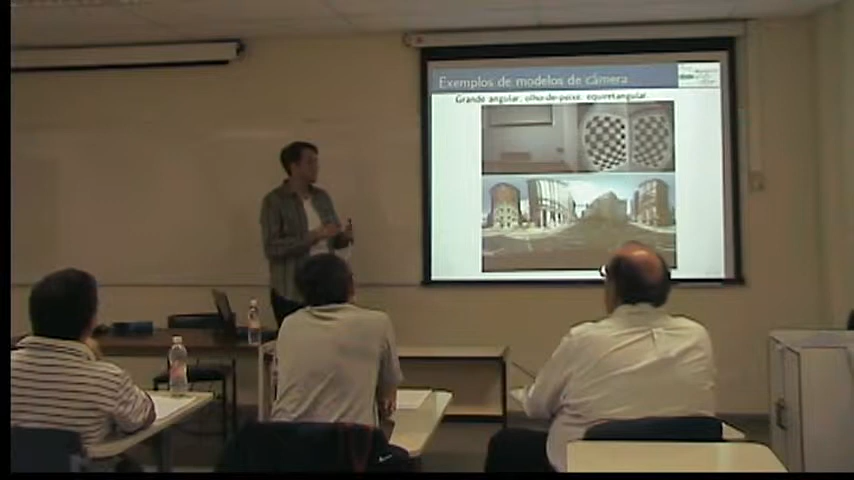 Exemplos de modelos de câmera
Grande angular, olho-de-peixe, equiretangular.